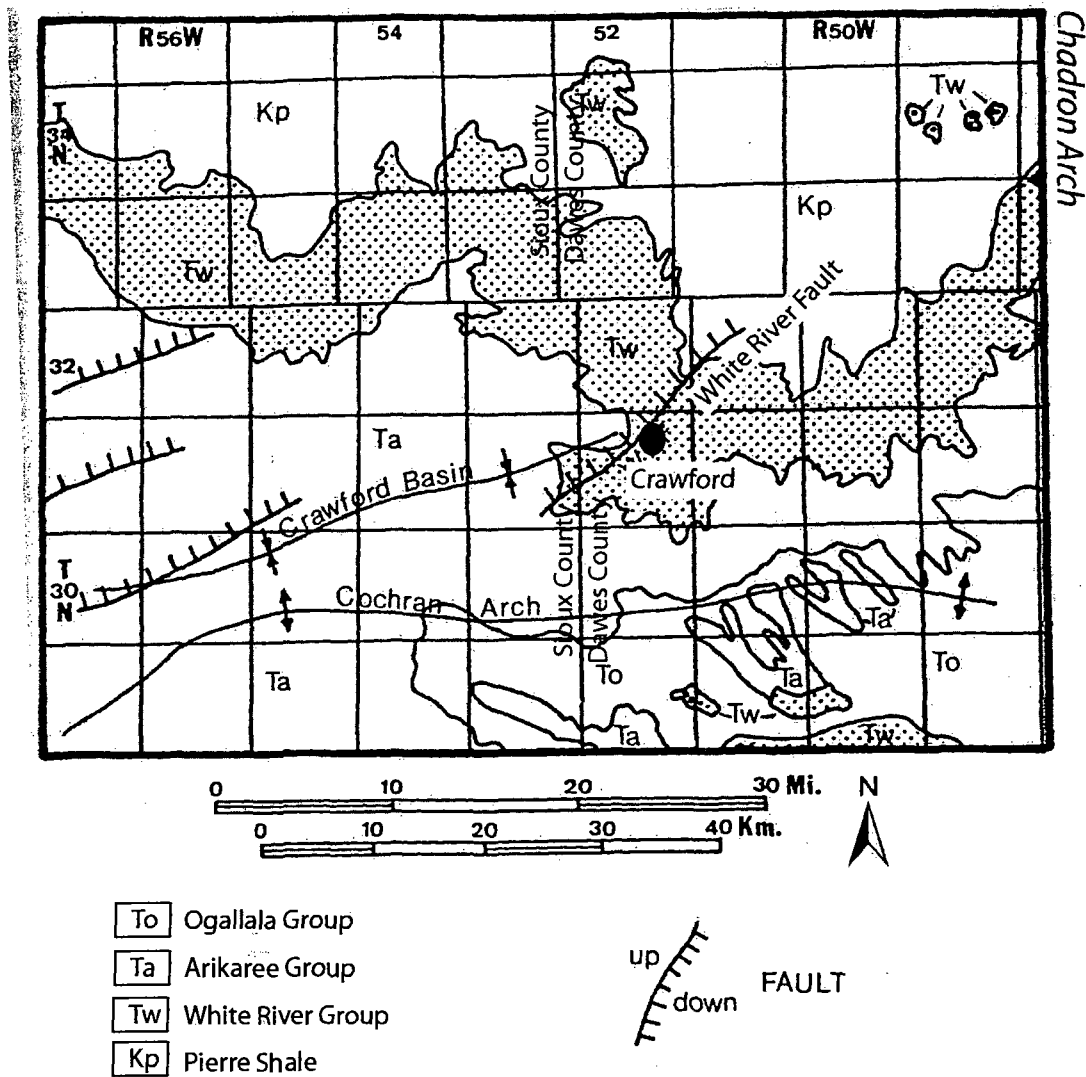 R56W
54
52
R50W
Chadron Arch
T
34
N
Kp
Tw
Tw
Sioux County
Dawes County
Kp
Tw
32
Tw
White River Fault
Ta
Crawford Basin
Crawford
T
30
N
Cochran Arch
Sioux County
Dawes County
Ta
Ta
To
Ta
To
Tw
Ta
Tw
0 10 20 30 Mi.
0 10 20 30 40 Km.
N
To Ogallala Group
Ta Arikaree Group
Tw White River Group
Kp Pierre Shale
up
down
FAULT